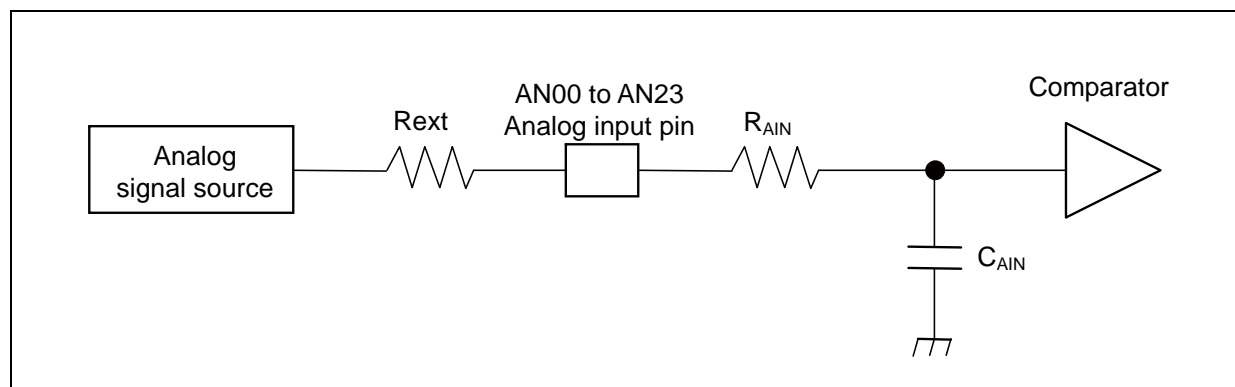 Analog
signal source
Rext
AN00 to AN23
Analog input pin
RAIN
Comparator
CAIN